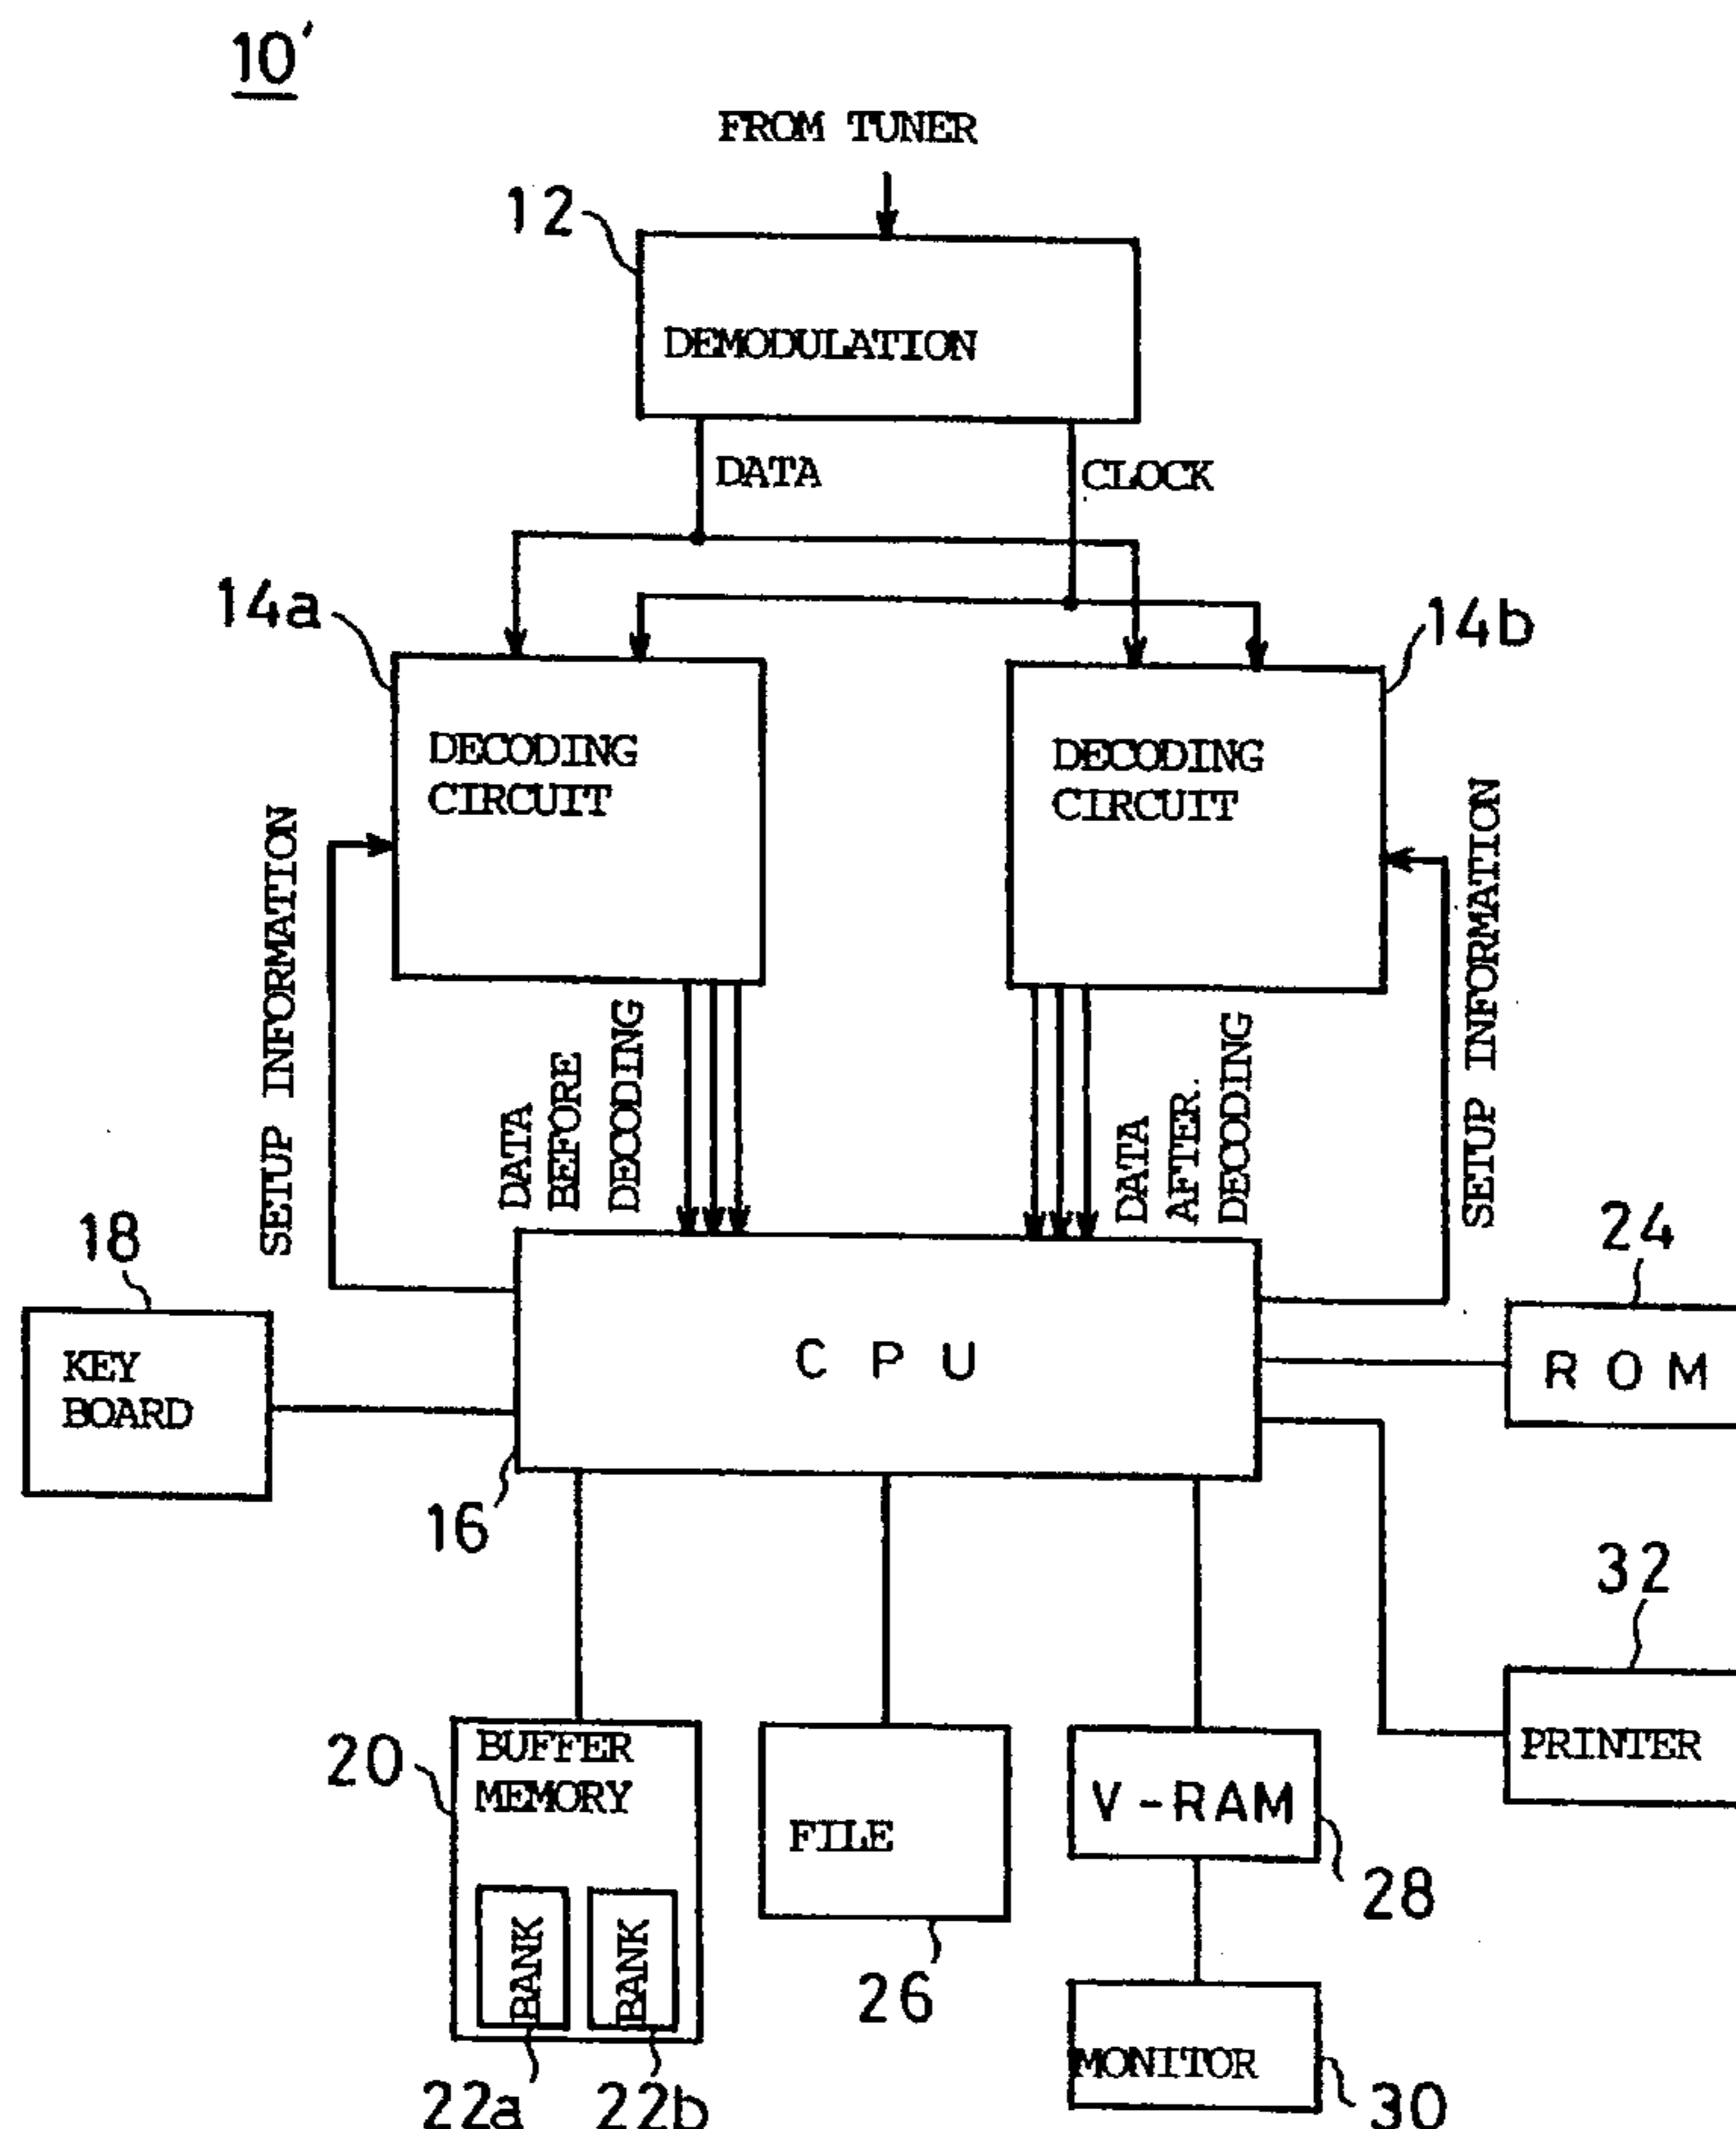 10'
FROM TUNER
12
DEMODULATION
DATA
CLOCK
14a
14b
DECODING
CIRCUIT
DECODING
CIRCUIT
SETUP INFORMATION
DATA
BEFORE
DECODING
DATA
AFTER.
DECODING
SETUP INFORMATION
18
24
KEY
BOARD
CPU
ROM
16
32
20
BUFFER
MEMORY
FILE
V-RAM
PRINTER
BANK
BANK
28
26
22a
22b
MONITOR
30